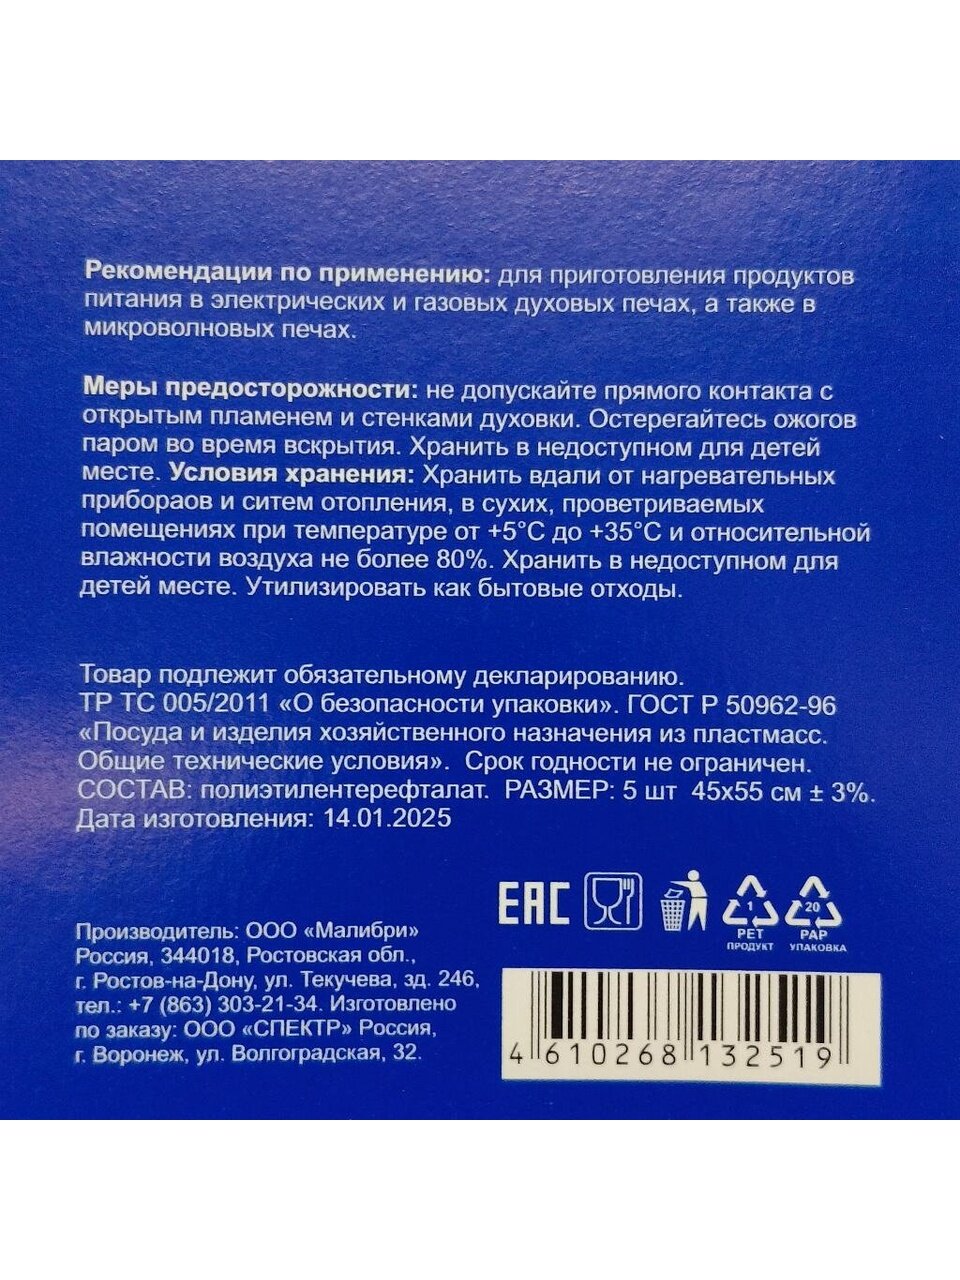 Рекомендации по применению: для приготовления продуктов
питания в электрических и газовых духовых печах, а также в
микроволновых печах.
Меры предосторожности: не допускайте прямого контакта с
открытым пламенем и стенками духовки. Остерегайтесь ожогов
паром во время вскрытия. Хранить в недоступном для детей
месте. Условия хранения: Хранить вдали от нагревательных
прибораов и ситем отопления, в сухих, проветриваемых
помещениях при температуре от +5°C до +35°C и относительной
влажности воздуха не более 80%. Хранить в недоступном для
детей месте. Утилизировать как бытовые отходы.
Товар подлежит обязательному декларированию.
ТР ТС 005/2011 «О безопасности упаковки». ГОСТ Р 50962-96
«Посуда и изделия хозяйственного назначения из пластмасс.
Общие технические условия». Срок годности не ограничен.
СОСТАВ: полиэтилентерефталат. РАЗМЕР: 5 шт 45x55 см ± 3%.
Дата изготовления: 14.01.2025
EAC
1
PET
ПРОДУКТ
20
PAP
УПАКОВКА
Производитель: ООО «Малибри»
Россия, 344018, Ростовская обл.,
г. Ростов-на-Дону, ул. Текучева, зд. 246,
тел.: +7 (863) 303-21-34. Изготовлено
по заказу: ООО «СПЕКТР» Россия,
г. Воронеж, ул. Волгоградская, 32.
4 610268 132519